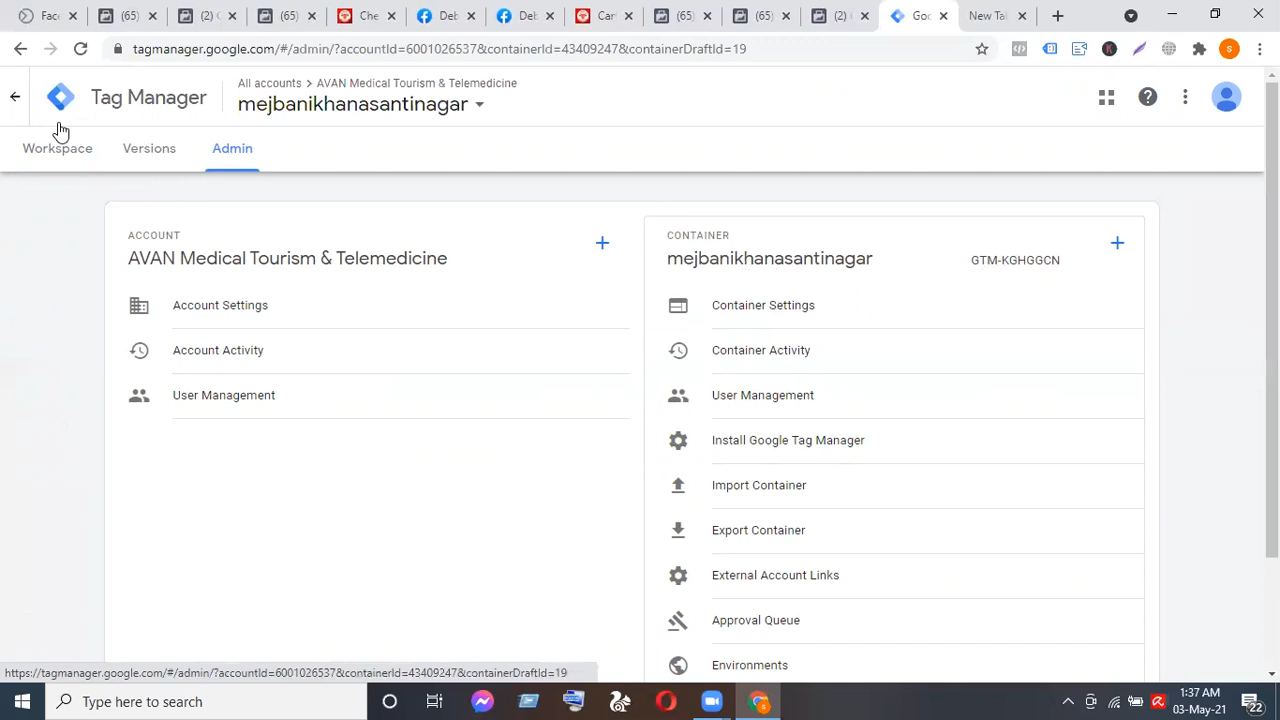 Fac
(65)
(2) C
(65)
Che
Deb
Des
Car
(65)
(65)
(2)
Goo
New Tab
tagmanager.google.com/#/admin/?accountId=6001026537&containerId=43409247&containerDraftId=19
Tag Manager
All accounts > AVAN Medical Tourism & Telemedicine
mejbanikhanasantinagar
Workspace Versions Admin
ACCOUNT
AVAN Medical Tourism & Telemedicine
Account Settings
Account Activity
User Management
CONTAINER
mejbanikhanasantinagar GTM-KGHGGCN
Container Settings
Container Activity
User Management
Install Google Tag Manager
Import Container
Export Container
External Account Links
Approval Queue
Environments
https://tagmanager.google.com/#/admin/?accountId=6001026537&containerId=43409247&containerDraftId=19
Type here to search
1:37 AM
03-May-21
22